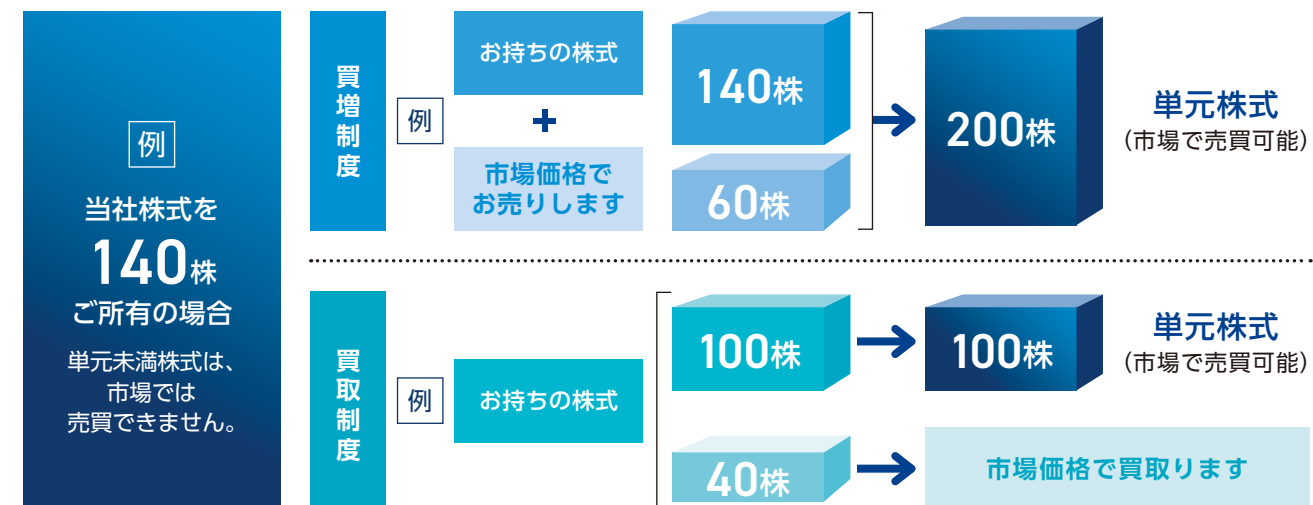 例
当社株式を
140株
ご所有の場合
単元未満株式は、
市場では
売買できません。
買増制度
例
お持ちの株式
+
市場価格で
お売りします
140株
60株
200株
単元株式
（市場で売買可能）
買取制度
例
お持ちの株式
100株
100株
単元株式
（市場で売買可能）
40株
市場価格で買取ります